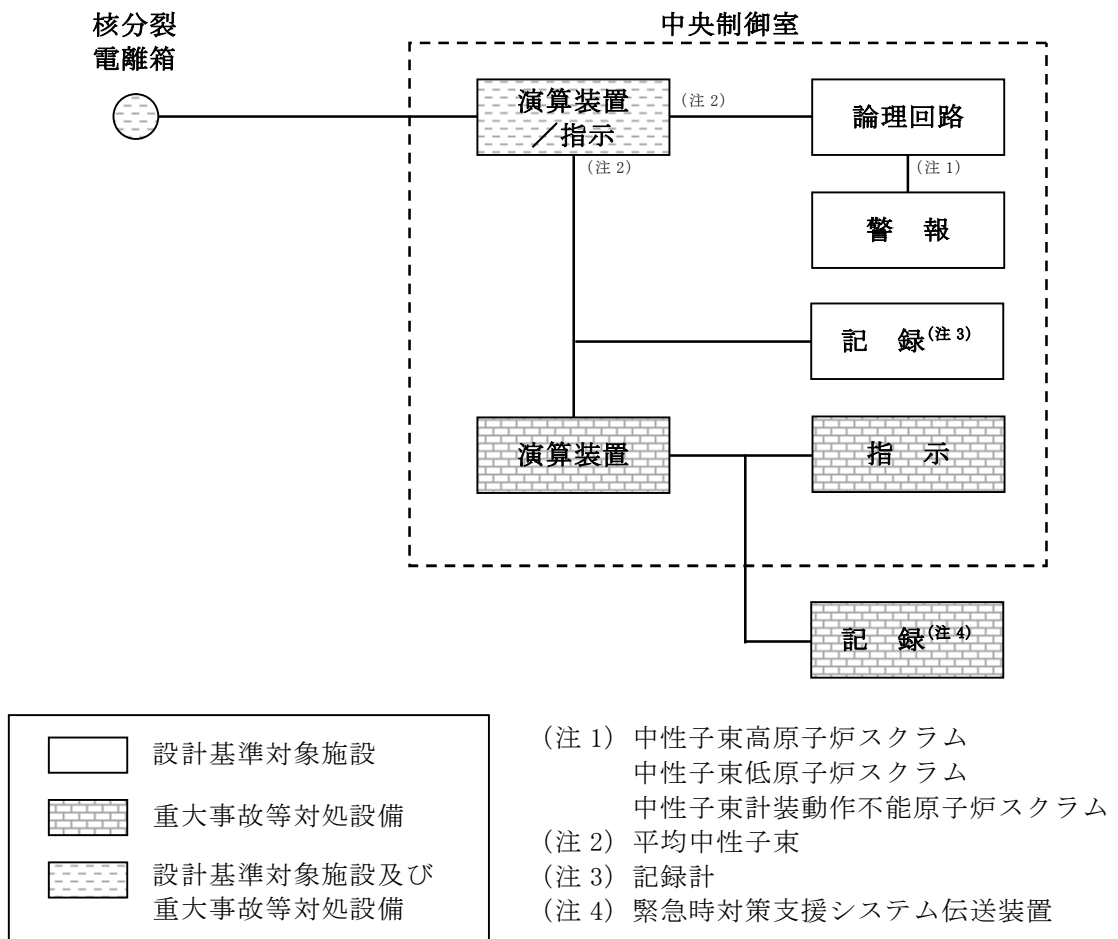 核分裂
電離箱
中央制御室
演算装置
／指示
(注 2)
論理回路
(注 2)
(注 1)
警 報
記 録(注 3)
演算装置
指 示
記 録(注 4)
設計基準対象施設
重大事故等対処設備
設計基準対象施設及び
重大事故等対処設備
(注 1) 中性子束高原子炉スクラム
中性子束低原子炉スクラム
中性子束計装動作不能原子炉スクラム
(注 2) 平均中性子束
(注 3) 記録計
(注 4) 緊急時対策支援システム伝送装置